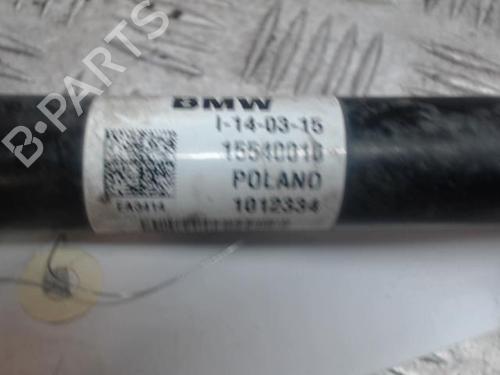 B-PARTS
BMW
I-14-03-15
15540016
POLAND
1012334
EA3414